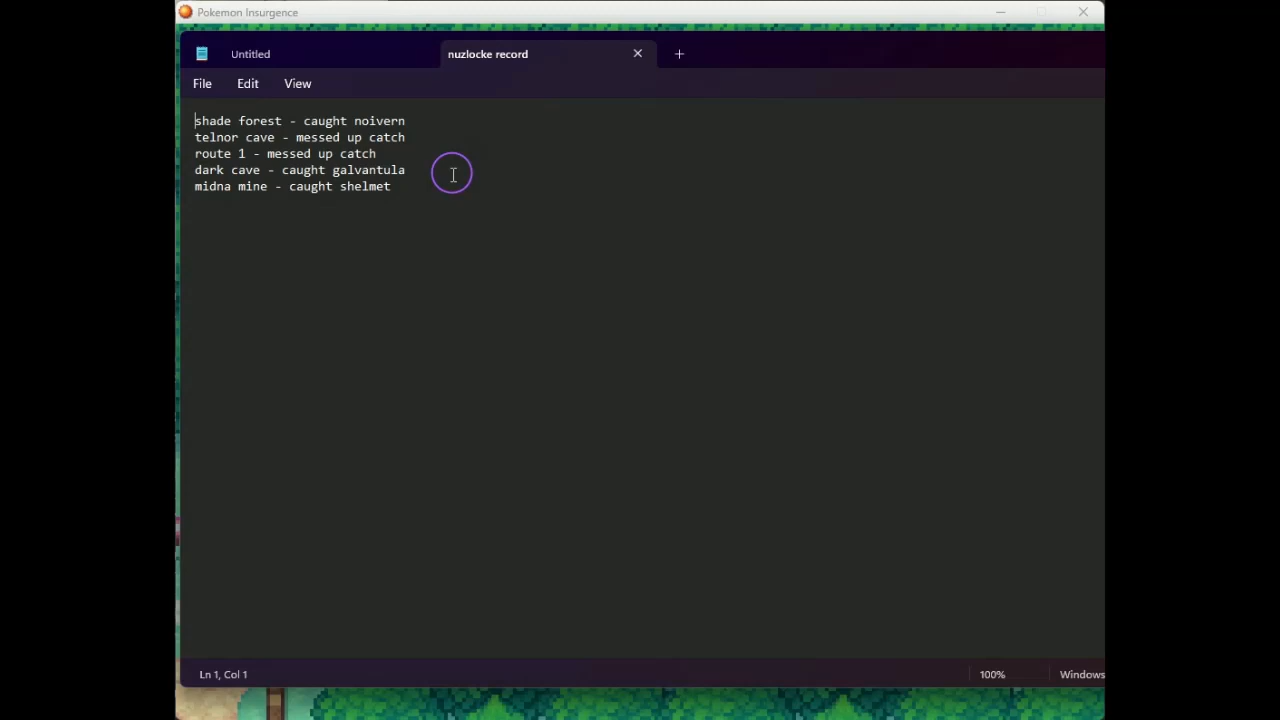 Pokemon Insurgence
Untitled
nuzlocke record
File Edit View
shade forest - caught noivern
telnor cave - messed up catch
route 1 - messed up catch
dark cave - caught galvantula
midna mine - caught shelmet
Ln 1, Col 1
100%
Windows